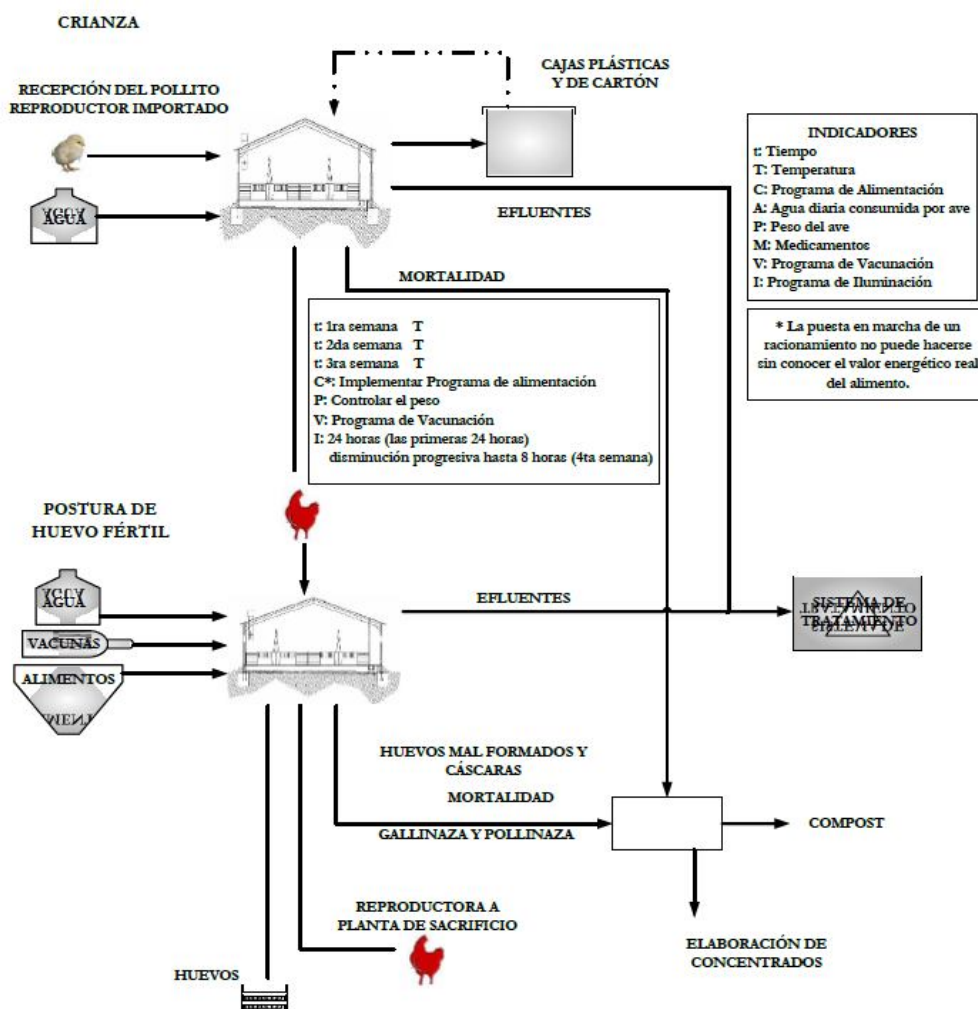 CRIANZA
RECEPCIÓN DEL POLLITO
REPRODUCTOR IMPORTADO
CAJAS PLÁSTICAS
Y DE CARTÓN
AGUA
EFLUENTES
MORTALIDAD
INDICADORES
t: Tiempo
T: Temperatura
C: Programa de Alimentación
A: Agua diaria consumida por ave
P: Peso del ave
M: Medicamentos
V: Programa de Vacunación
I: Programa de Iluminación
* La puesta en marcha de un
racionamiento no puede hacerse
sin conocer el valor energético real
del alimento.
t: 1ra semana T
t: 2da semana T
t: 3ra semana T
C*: Implementar Programa de alimentación
P: Controlar el peso
V: Programa de Vacunación
I: 24 horas (las primeras 24 horas)
disminución progresiva hasta 8 horas (4ta semana)
POSTURA DE
HUEVO FÉRTIL
AGUA
VACUNAS
ALIMENTOS
EFLUENTES
SISTEMA DE
TRATAMIENTO
HUEVOS MAL FORMADOS Y
CÁSCARAS
MORTALIDAD
GALLINAZA Y POLLINAZA
COMPOST
REPRODUCTORA A
PLANTA DE SACRIFICIO
ELABORACIÓN DE
CONCENTRADOS
HUEVOS